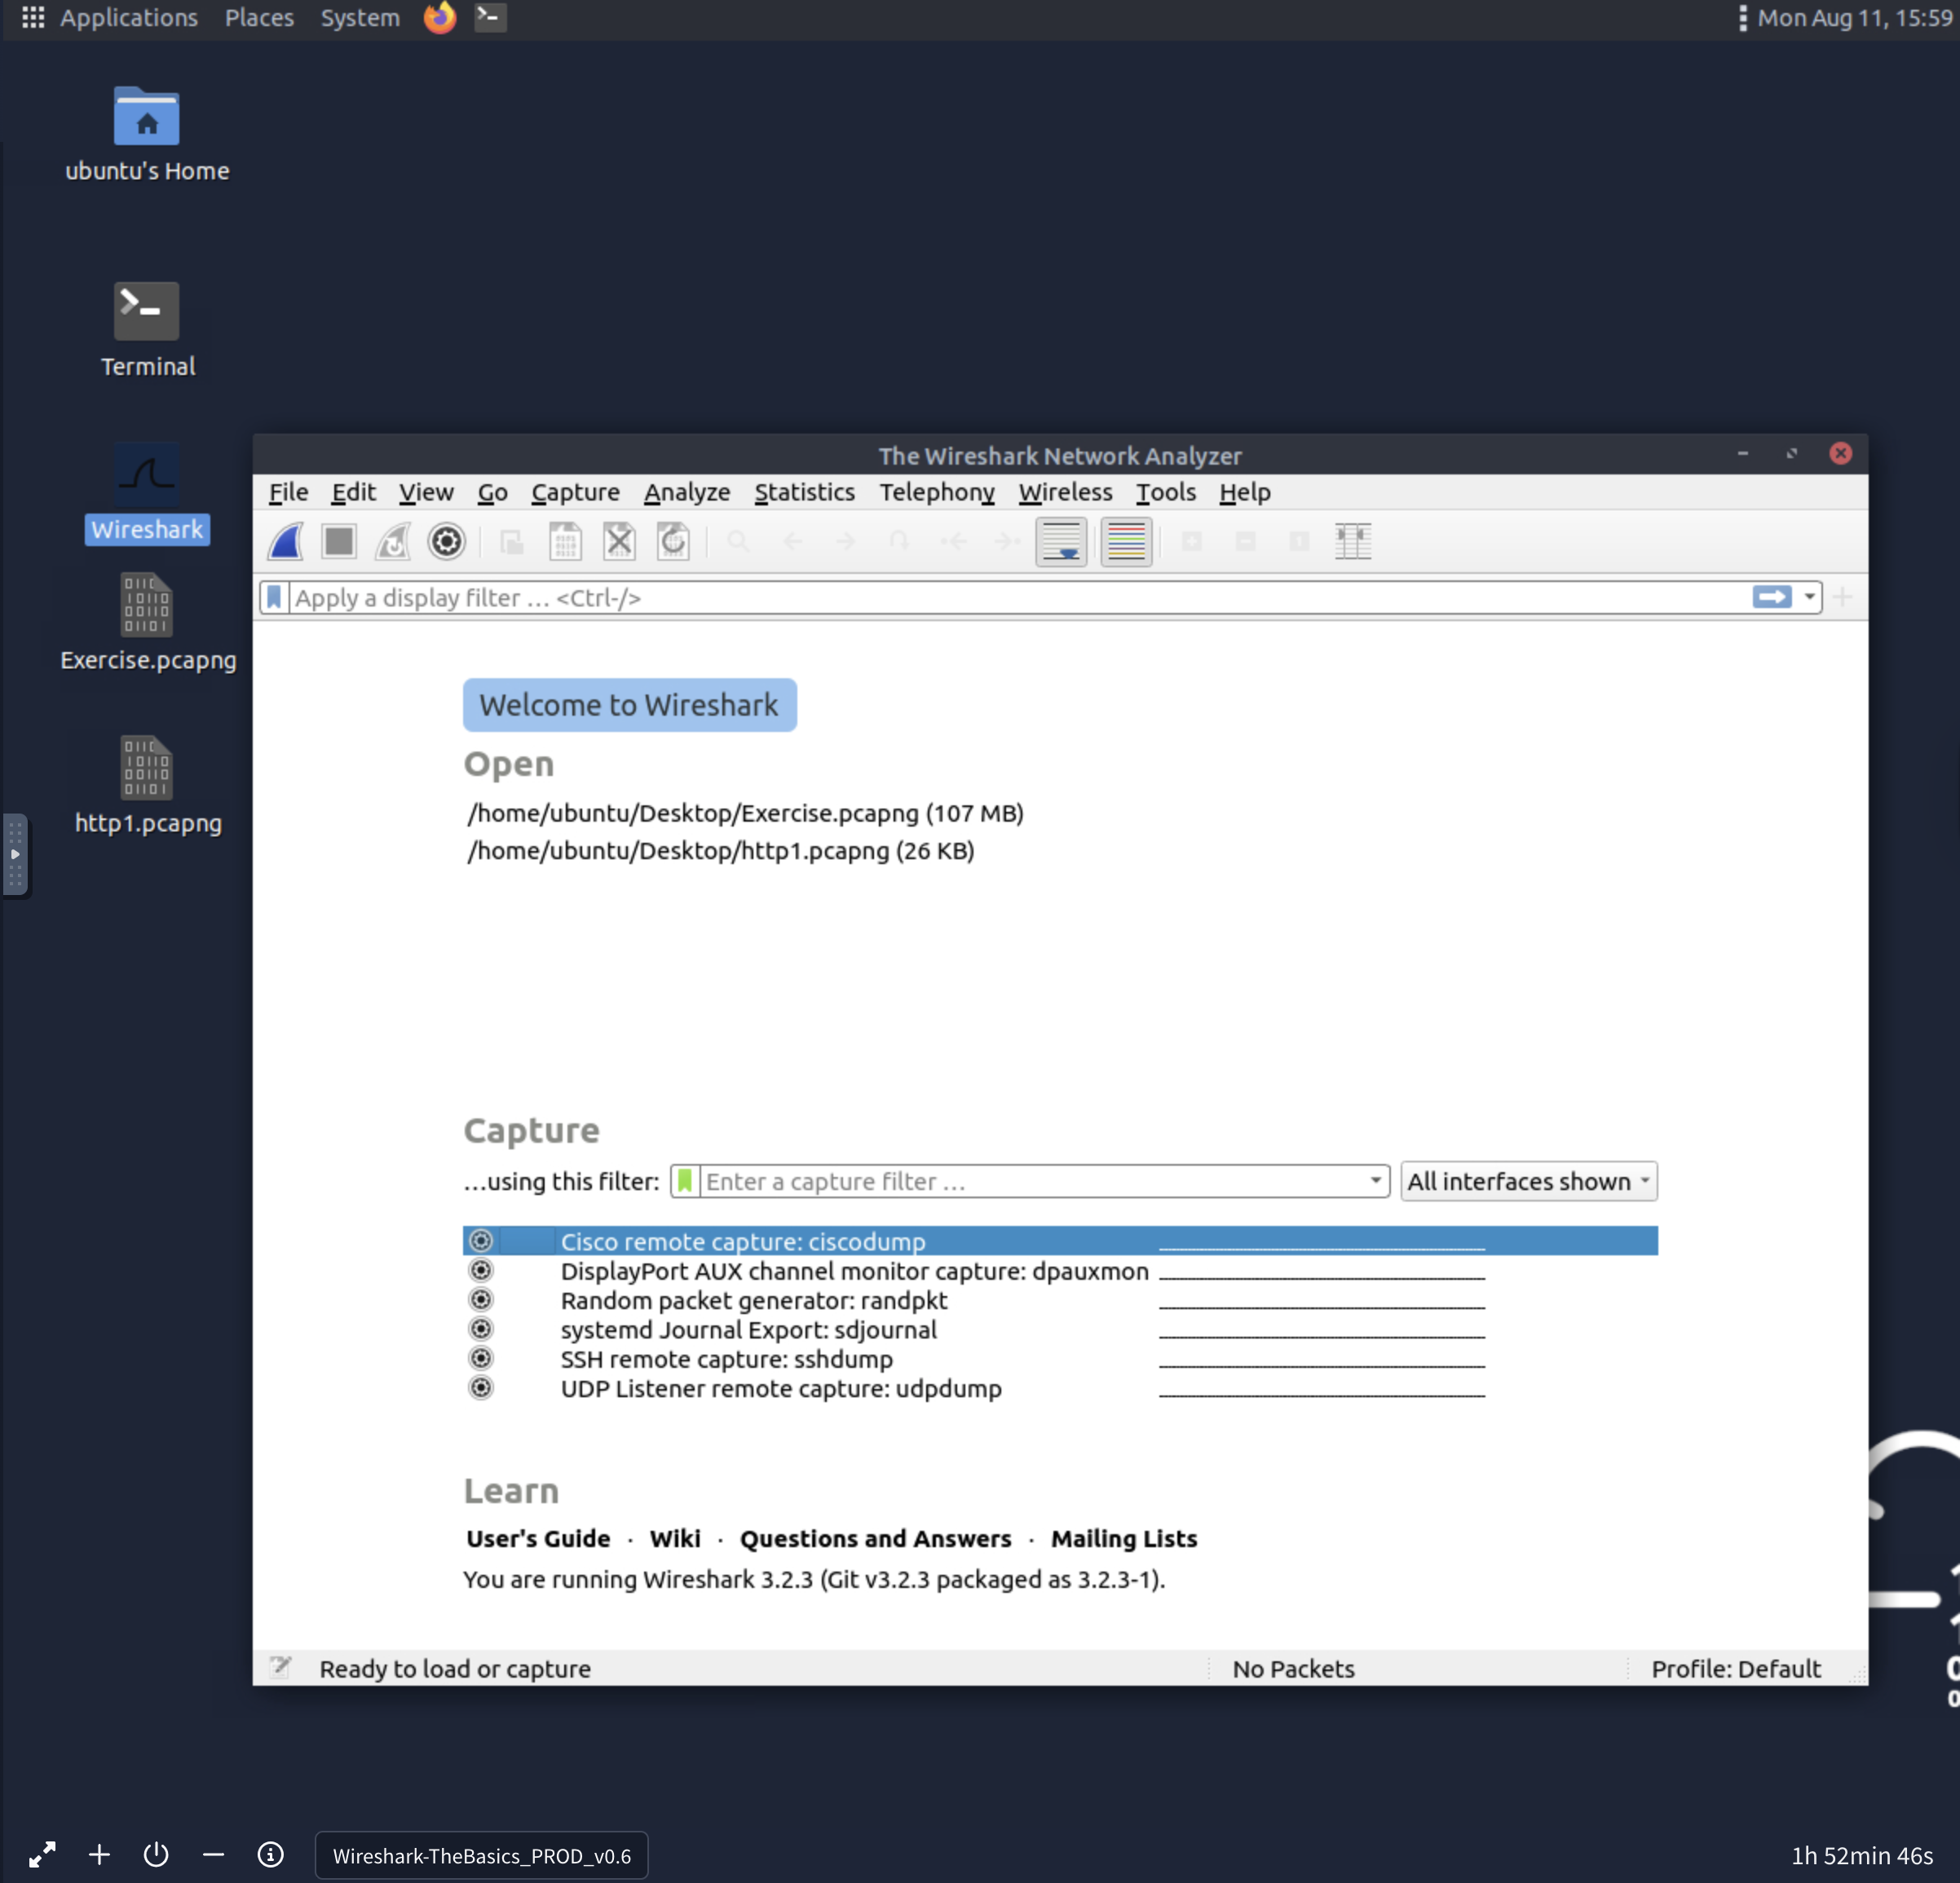 Applications Places System Mon Aug 11, 15:59
ubuntu's Home
Terminal
Wireshark
Exercise.pcapng
http1.pcapng
The Wireshark Network Analyzer
File Edit View Go Capture Analyze Statistics Telephony Wireless Tools Help
Apply a display filter … <Ctrl-/>
Welcome to Wireshark
Open
/home/ubuntu/Desktop/Exercise.pcapng (107 MB)
/home/ubuntu/Desktop/http1.pcapng (26 KB)
Capture
…using this filter: Enter a capture filter … All interfaces shown
Cisco remote capture: ciscodump
DisplayPort AUX channel monitor capture: dpauxmon
Random packet generator: randpkt
systemd Journal Export: sdjournal
SSH remote capture: sshdump
UDP Listener remote capture: udpdump
Learn
User's Guide · Wiki · Questions and Answers · Mailing Lists
You are running Wireshark 3.2.3 (Git v3.2.3 packaged as 3.2.3-1).
Ready to load or capture No Packets Profile: Default
Wireshark-TheBasics_PROD_v0.6 1h 52min 46s